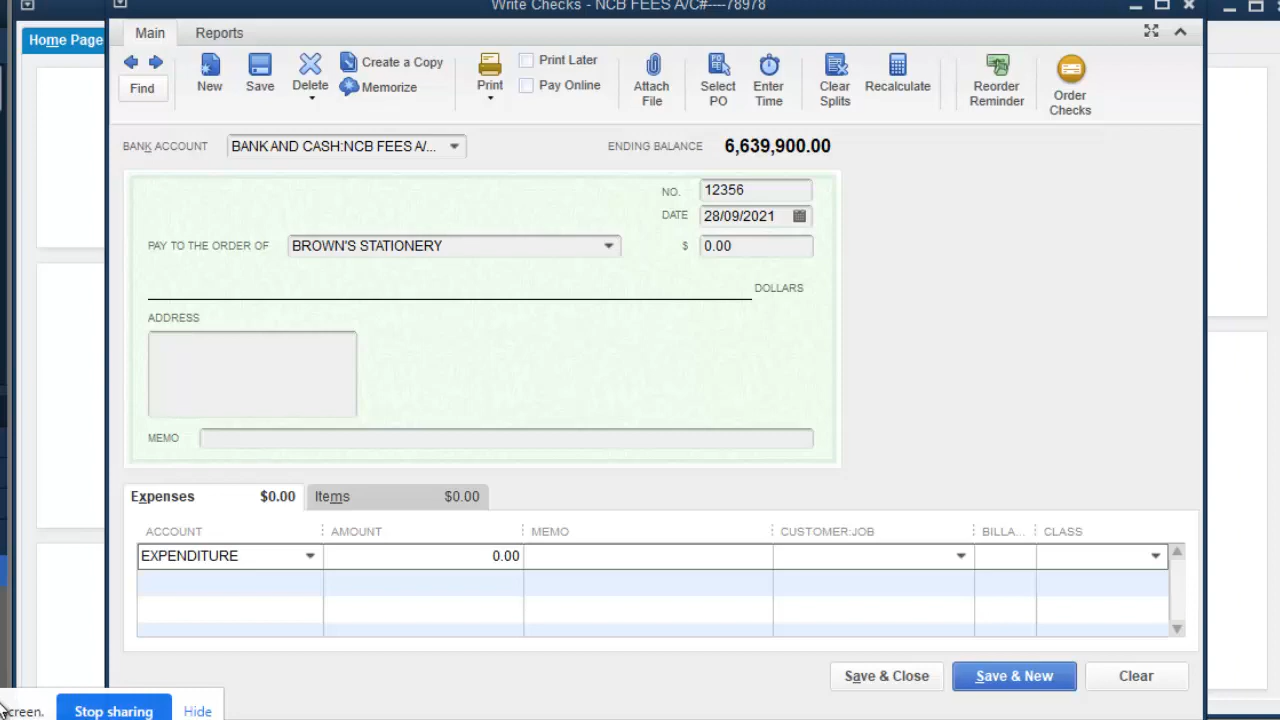 Write Checks - NCB FEES A/C#----78978
Home Page
Main Reports
Find
New
Save
Delete
Create a Copy
Memorize
Print
Print Later
Pay Online
Attach File
Select PO
Enter Time
Clear Splits
Recalculate
Reorder Reminder
Order Checks
BANK ACCOUNT BANK AND CASH:NCB FEES A/... ENDING BALANCE 6,639,900.00
NO. 12356
DATE 28/09/2021
PAY TO THE ORDER OF BROWN'S STATIONERY $ 0.00
DOLLARS
ADDRESS
MEMO
Expenses $0.00 Items $0.00
ACCOUNT AMOUNT MEMO CUSTOMER:JOB BILLA... CLASS
EXPENDITURE 0.00
Save & Close Save & New Clear
creen. Stop sharing Hide